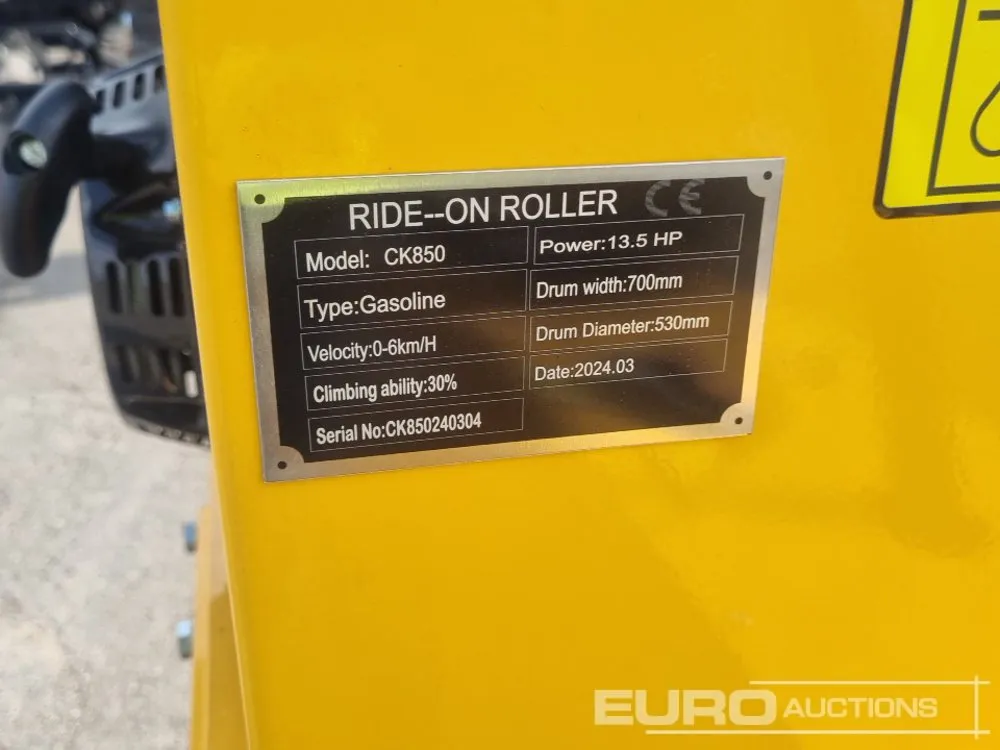 RIDE--ON ROLLER CE
Model: CK850
Power:13.5 HP
Type:Gasoline
Drum width:700mm
Velocity:0-6km/H
Drum Diameter:530mm
Climbing ability:30%
Date:2024.03
Serial No:CK850240304
EURO AUCTIONS